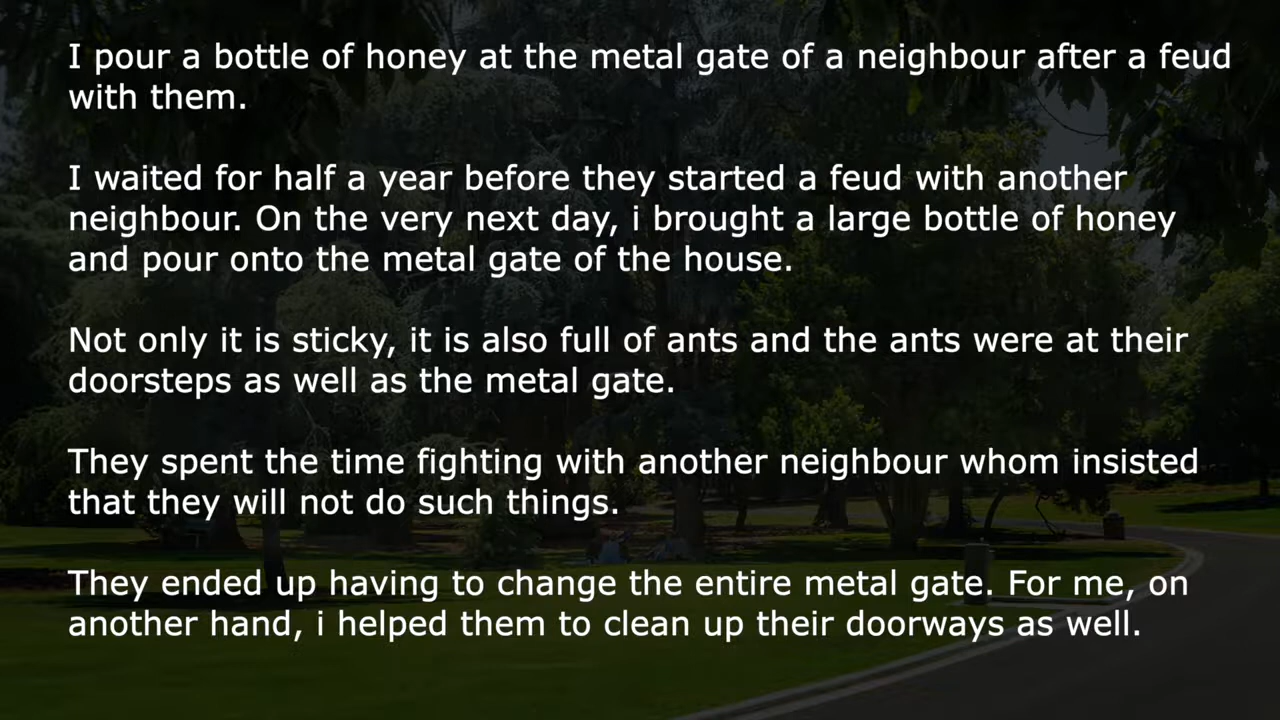 I pour a bottle of honey at the metal gate of a neighbour after a feud
with them.
I waited for half a year before they started a feud with another
neighbour. On the very next day, i brought a large bottle of honey
and pour onto the metal gate of the house.
Not only it is sticky, it is also full of ants and the ants were at their
doorsteps as well as the metal gate.
They spent the time fighting with another neighbour whom insisted
that they will not do such things.
They ended up having to change the entire metal gate. For me, on
another hand, i helped them to clean up their doorways as well.